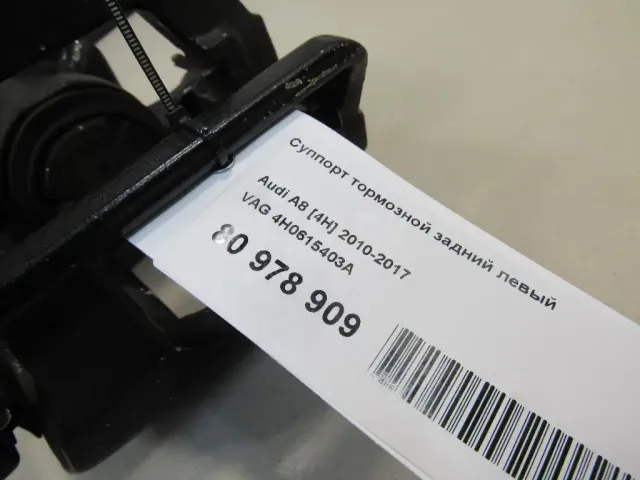 Суппорт тормозной задний левый
Audi A8 [4H] 2010-2017
VAG 4H0615403A
80 978 909